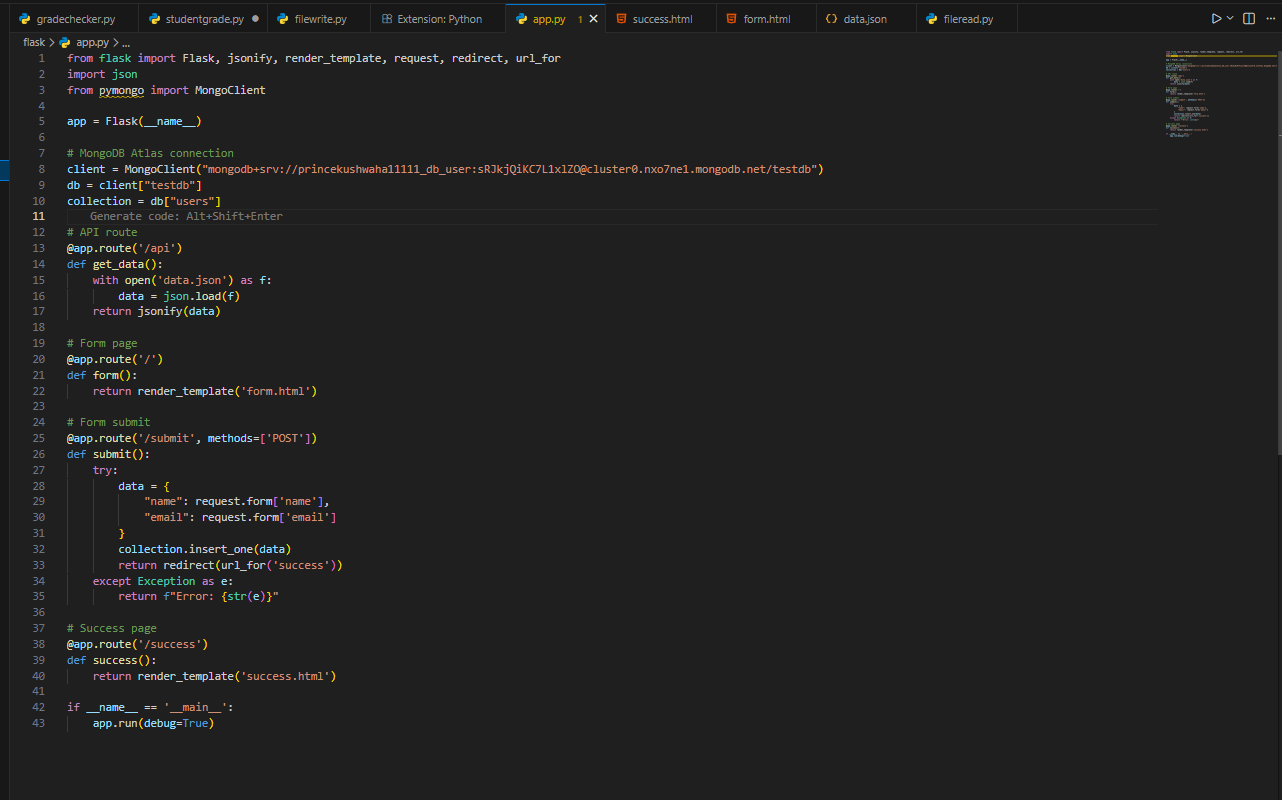 gradechecker.py studentgrade.py filewrite.py Extension: Python app.py 1 success.html form.html data.json fileread.py
flask > app.py > ...
1 from flask import Flask, jsonify, render_template, request, redirect, url_for
2 import json
3 from pymongo import MongoClient
4
5 app = Flask(__name__)
6
7 # MongoDB Atlas connection
8 client = MongoClient("mongodb+srv://princekushwaha11111_db_user:sRJkjQiKC7L1xlZO@cluster0.nxo7ne1.mongodb.net/testdb")
9 db = client["testdb"]
10 collection = db["users"]
11 Generate code: Alt+Shift+Enter
12 # API route
13 @app.route('/api')
14 def get_data():
15 with open('data.json') as f:
16 data = json.load(f)
17 return jsonify(data)
18
19 # Form page
20 @app.route('/')
21 def form():
22 return render_template('form.html')
23
24 # Form submit
25 @app.route('/submit', methods=['POST'])
26 def submit():
27 try:
28 data = {
29 "name": request.form['name'],
30 "email": request.form['email']
31 }
32 collection.insert_one(data)
33 return redirect(url_for('success'))
34 except Exception as e:
35 return f"Error: {str(e)}"
36
37 # Success page
38 @app.route('/success')
39 def success():
40 return render_template('success.html')
41
42 if __name__ == '__main__':
43 app.run(debug=True)